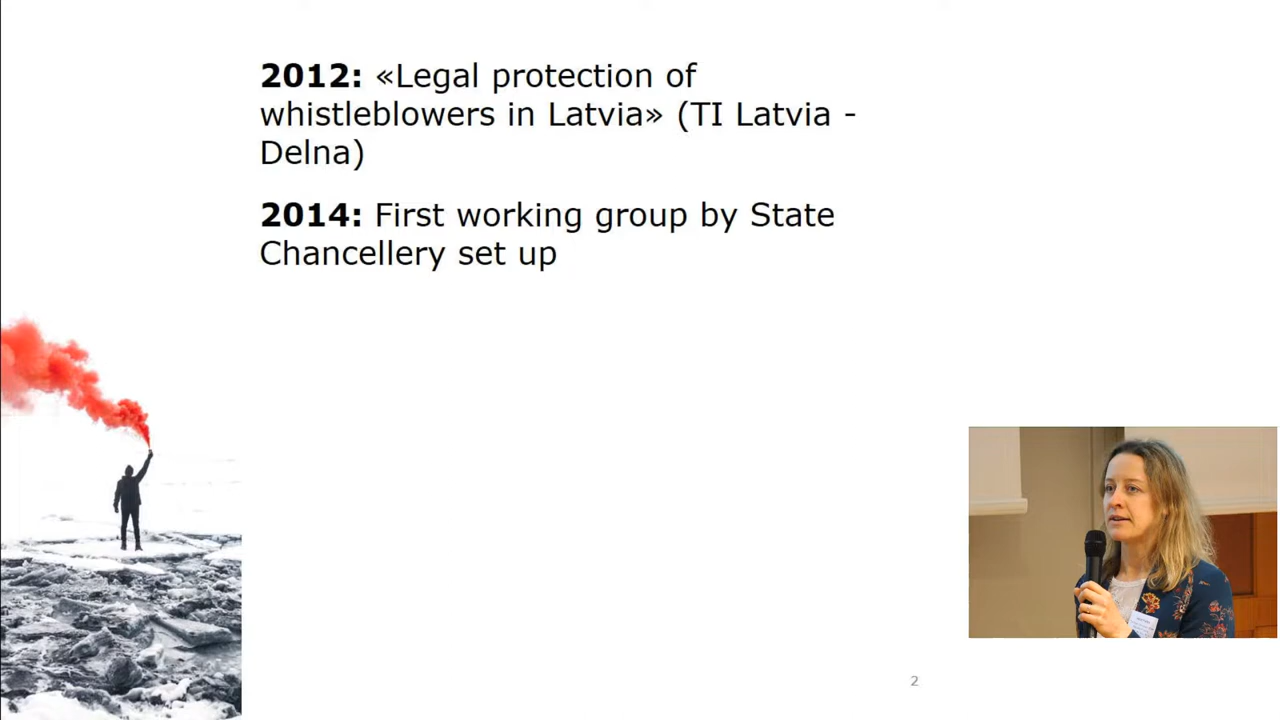 2012: «Legal protection of
whistleblowers in Latvia» (TI Latvia -
Delna)
2014: First working group by State
Chancellery set up
2